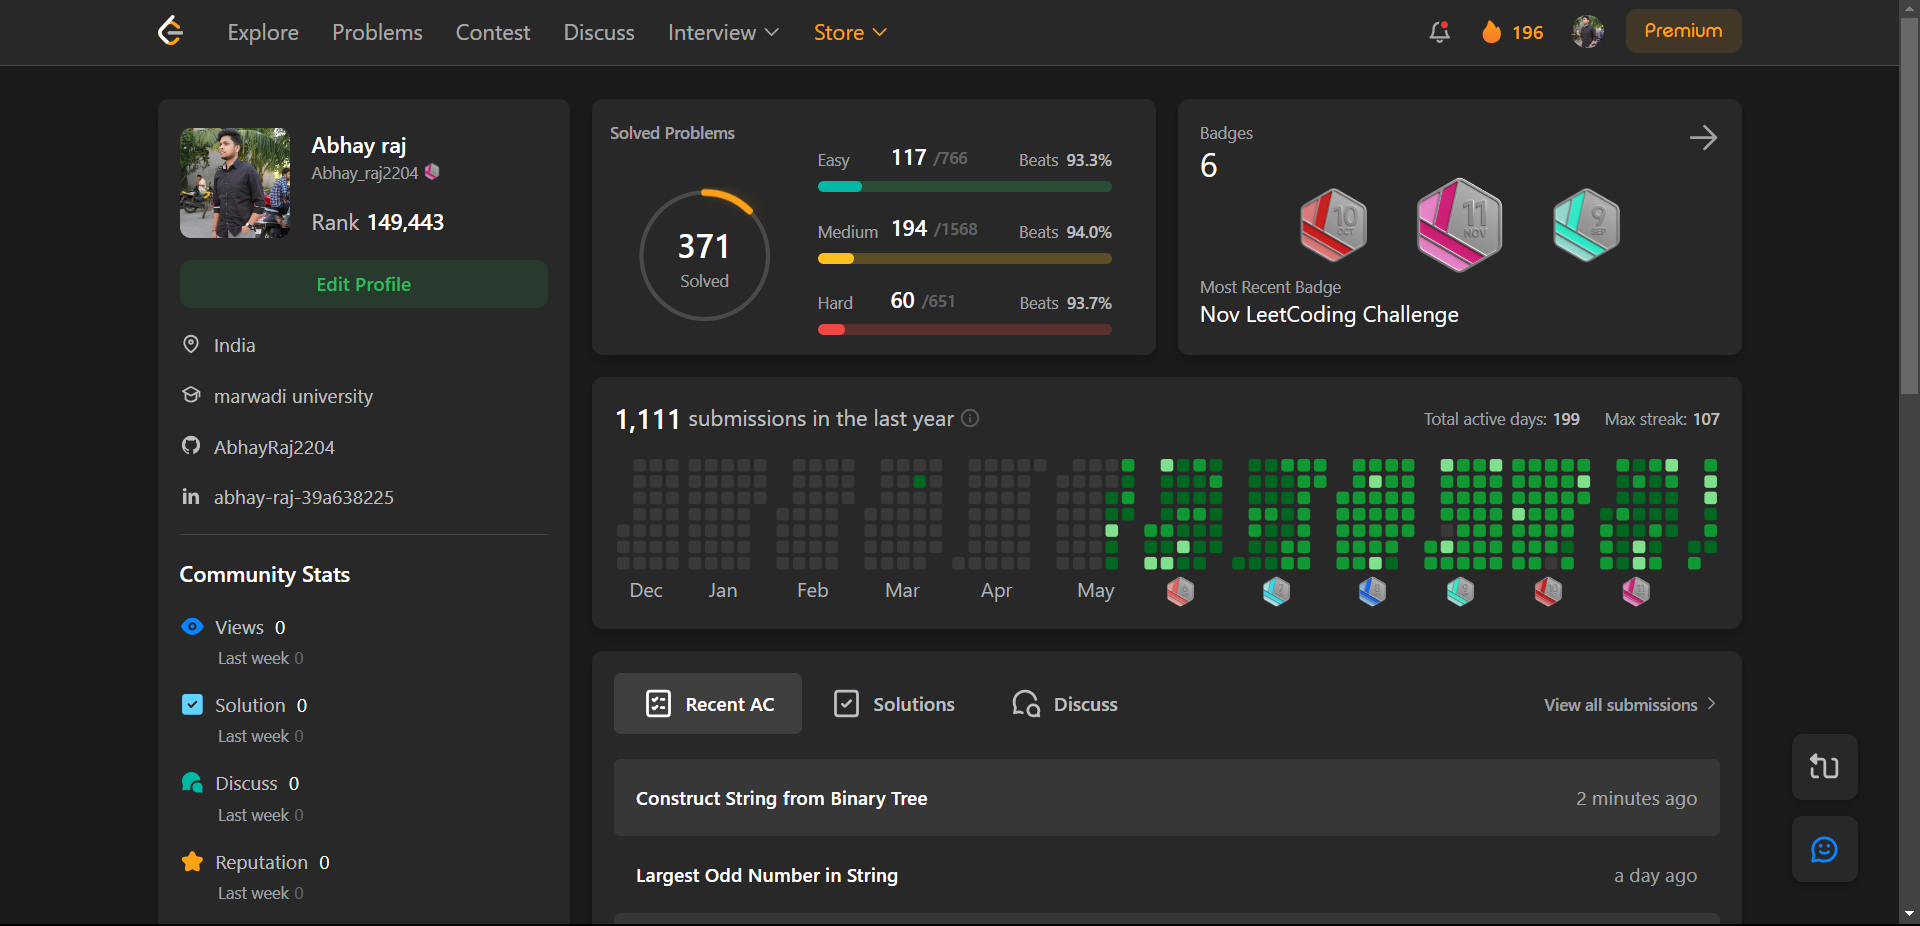 Explore Problems Contest Discuss Interview Store 196 Premium
Abhay raj
Abhay_raj2204
Rank 149,443
Edit Profile
India
marwadi university
AbhayRaj2204
in abhay-raj-39a638225
Community Stats
Views 0
Last week 0
Solution 0
Last week 0
Discuss 0
Last week 0
Reputation 0
Last week 0
Solved Problems
371
Solved
Easy 117 /766 Beats 93.3%
Medium 194 /1568 Beats 94.0%
Hard 60 /651 Beats 93.7%
Badges
6
10 OCT
11 NOV
9 SEP
Most Recent Badge
Nov LeetCoding Challenge
1,111 submissions in the last year Total active days: 199 Max streak: 107
Dec Jan Feb Mar Apr May
Recent AC Solutions Discuss View all submissions
Construct String from Binary Tree 2 minutes ago
Largest Odd Number in String a day ago